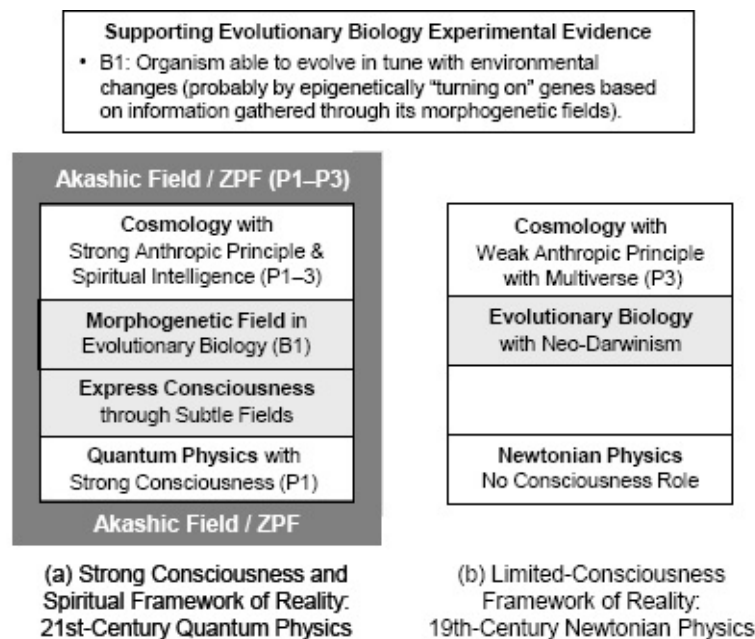 Supporting Evolutionary Biology Experimental Evidence
• B1: Organism able to evolve in tune with environmental
changes (probably by epigenetically “turning on” genes based
on information gathered through its morphogenetic fields).
Akashic Field / ZPF (P1–P3)
Cosmology with
Strong Anthropic Principle &
Spiritual Intelligence (P1–3)
Morphogenetic Field in
Evolutionary Biology (B1)
Express Consciousness
through Subtle Fields
Quantum Physics with
Strong Consciousness (P1)
Akashic Field / ZPF
(a) Strong Consciousness and
Spiritual Framework of Reality:
21st-Century Quantum Physics
Cosmology with
Weak Anthropic Principle
with Multiverse (P3)
Evolutionary Biology
with Neo-Darwinism
Newtonian Physics
No Consciousness Role
(b) Limited-Consciousness
Framework of Reality:
19th-Century Newtonian Physics